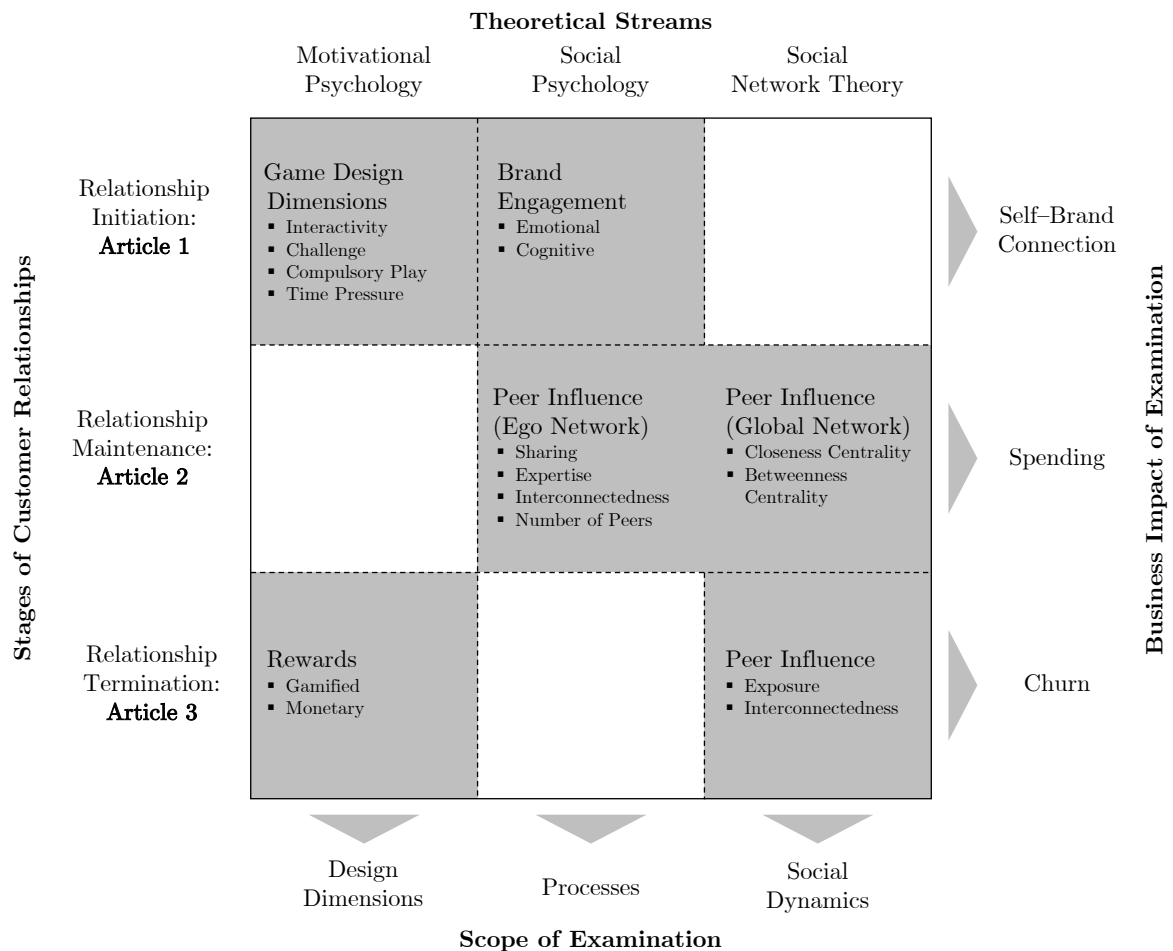 Theoretical Streams
Motivational
Psychology
Social
Psychology
Social
Network Theory
Stages of Customer Relationships
Relationship
Initiation:
Article 1
Game Design
Dimensions
▪ Interactivity
▪ Challenge
▪ Compulsory Play
▪ Time Pressure
Brand
Engagement
▪ Emotional
▪ Cognitive
Self–Brand
Connection
Relationship
Maintenance:
Article 2
Peer Influence
(Ego Network)
▪ Sharing
▪ Expertise
▪ Interconnectedness
▪ Number of Peers
Peer Influence
(Global Network)
▪ Closeness Centrality
▪ Betweenness
Centrality
Spending
Relationship
Termination:
Article 3
Rewards
▪ Gamified
▪ Monetary
Peer Influence
▪ Exposure
▪ Interconnectedness
Churn
Business Impact of Examination
Design
Dimensions
Processes
Social
Dynamics
Scope of Examination